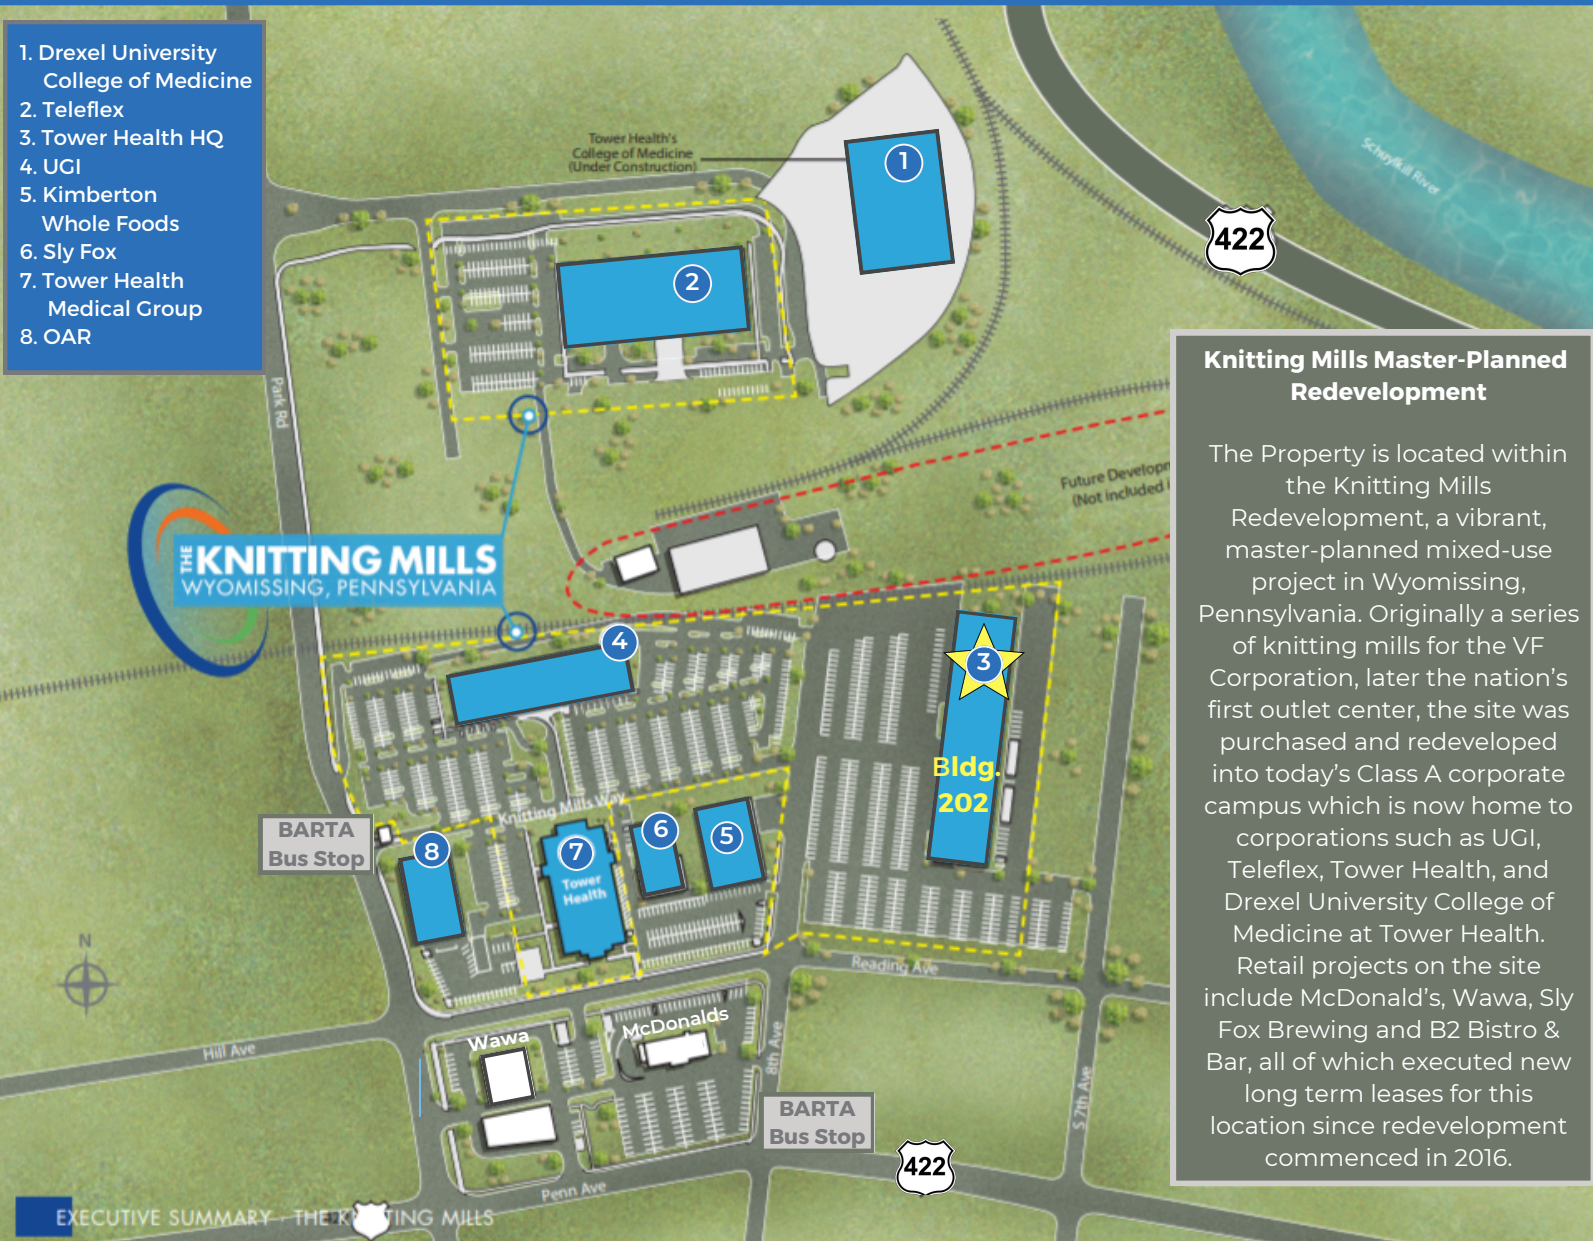 1. Drexel University
College of Medicine
2. Teleflex
3. Tower Health HQ
4. UGI
5. Kimberton
Whole Foods
6. Sly Fox
7. Tower Health
Medical Group
8. OAR
Tower Health's
College of Medicine
(Under Construction)
1
2
Schuylkill River
422
Park Rd
THE KNITTING MILLS
WYOMISSING, PENNSYLVANIA
Future
(Not included
4
3
Bldg.
202
Knitting Mills Way
BARTA
Bus Stop
8
7
Tower
Health
6
5
N
Reading Ave
Hill Ave
Wawa
McDonalds
8th Ave
S 7th Ave
BARTA
Bus Stop
422
Penn Ave
Knitting Mills Master-Planned
Redevelopment
The Property is located within
the Knitting Mills
Redevelopment, a vibrant,
master-planned mixed-use
project in Wyomissing,
Pennsylvania. Originally a series
of knitting mills for the VF
Corporation, later the nation's
first outlet center, the site was
purchased and redeveloped
into today's Class A corporate
campus which is now home to
corporations such as UGI,
Teleflex, Tower Health, and
Drexel University College of
Medicine at Tower Health.
Retail projects on the site
include McDonald's, Wawa, Sly
Fox Brewing and B2 Bistro &
Bar, all of which executed new
long term leases for this
location since redevelopment
commenced in 2016.
EXECUTIVE SUMMARY · THE TING MILLS